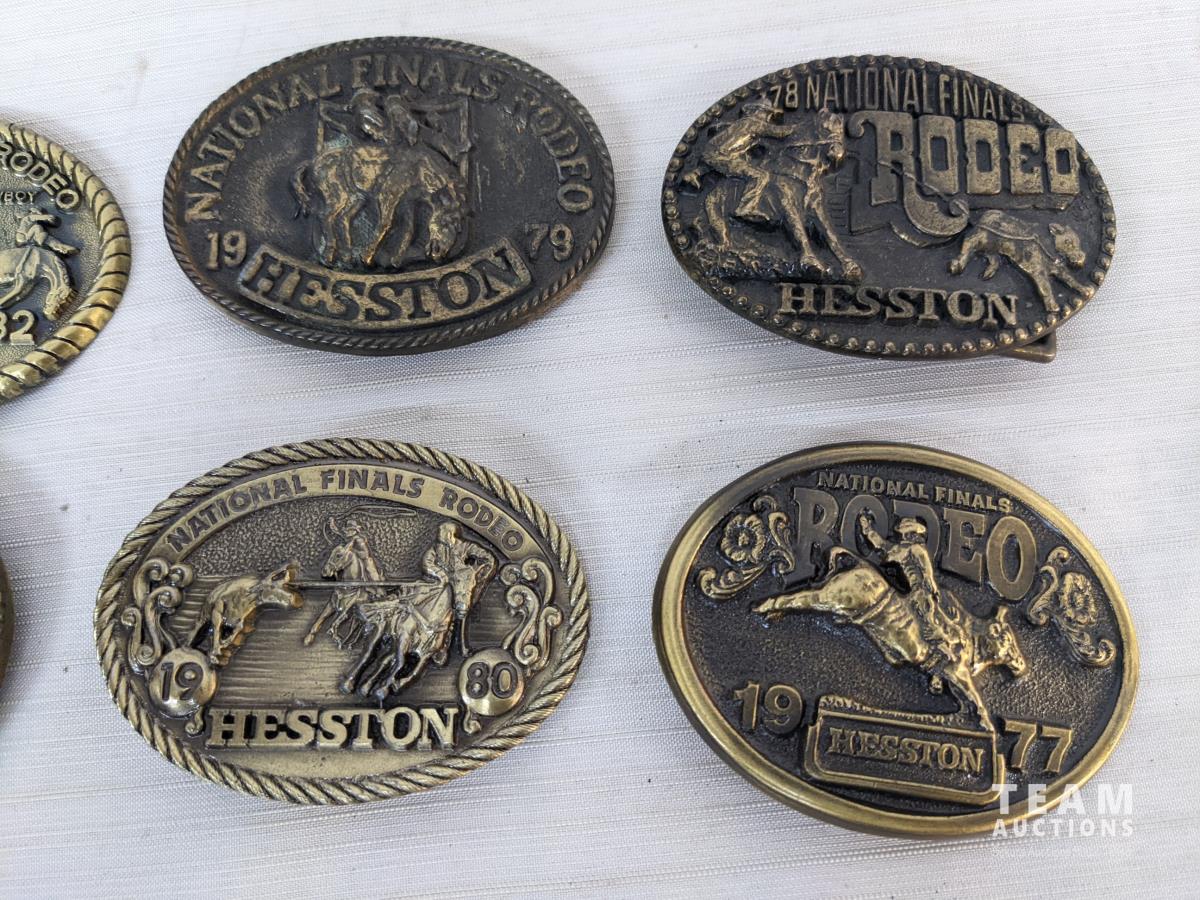 RODEO
82
NATIONAL FINALS RODEO
19 79
HESSTON
'78 NATIONAL FINALS
RODEO
HESSTON
NATIONAL FINALS RODEO
19 80
HESSTON
NATIONAL FINALS
RODEO
19 77
HESSTON
TEAM
AUCTIONS